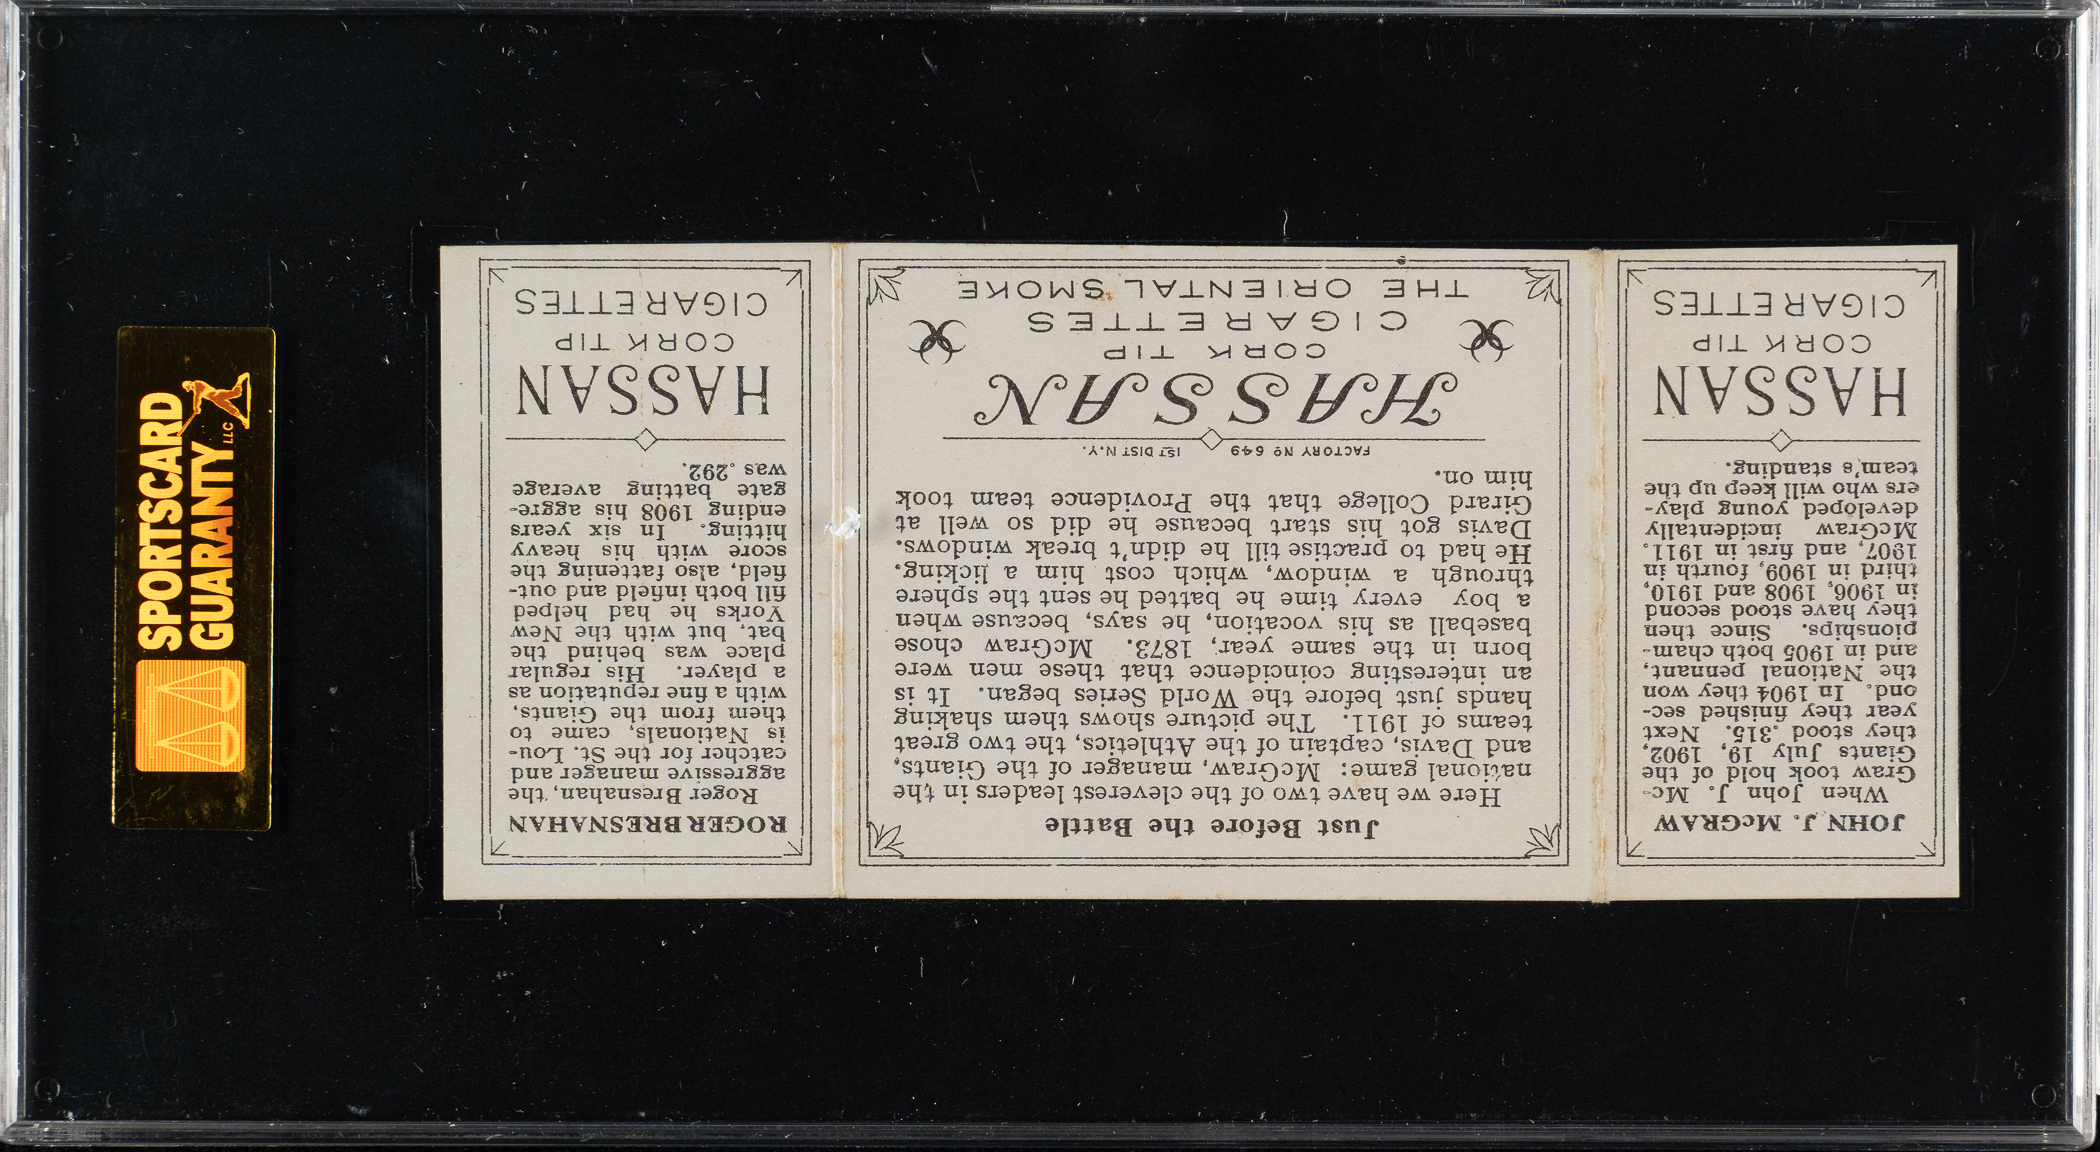 JOHN J. McGRAW
When John J. Mc-
Graw took hold of the
Giants July 19, 1902,
they stood .315. Next
year they finished sec-
ond. In 1904 they won
the National pennant,
and in 1905 both cham-
pionships. Since then
they have stood second
in 1906, 1908 and 1910,
third in 1909, fourth in
1907, and first in 1911.
McGraw incidentally
developed young play-
ers who will keep up the
team's standing.
HASSAN
CORK TIP
CIGARETTES
Just Before the Battle
Here we have two of the cleverest leaders in the
national game: McGraw, manager of the Giants,
and Davis, captain of the Athletics, the two great
teams of 1911. The picture shows them shaking
hands just before the World Series began. It is
an interesting coincidence that these men were
born in the same year, 1873. McGraw chose
baseball as his vocation, he says, because when
a boy every time he batted he sent the sphere
through a window, which cost him a licking.
He had to practise till he didn't break windows.
Davis got his start because he did so well at
Girard College that the Providence team took
him on.
FACTORY Nº 649 1ST DIST N.Y.
HASSAN
CORK TIP
CIGARETTES
THE ORIENTAL SMOKE
ROGER BRESNAHAN
Roger Bresnahan, the
aggressive manager and
catcher for the St. Lou-
is Nationals, came to
them from the Giants,
with a fine reputation as
a player. His regular
place was behind the
bat, but with the New
Yorks he had helped
fill both infield and out-
field, also fattening the
score with his heavy
hitting. In six years
ending 1908 his aggre-
gate batting average
was .292.
HASSAN
CORK TIP
CIGARETTES
SPORTSCARD
GUARANTY LLC